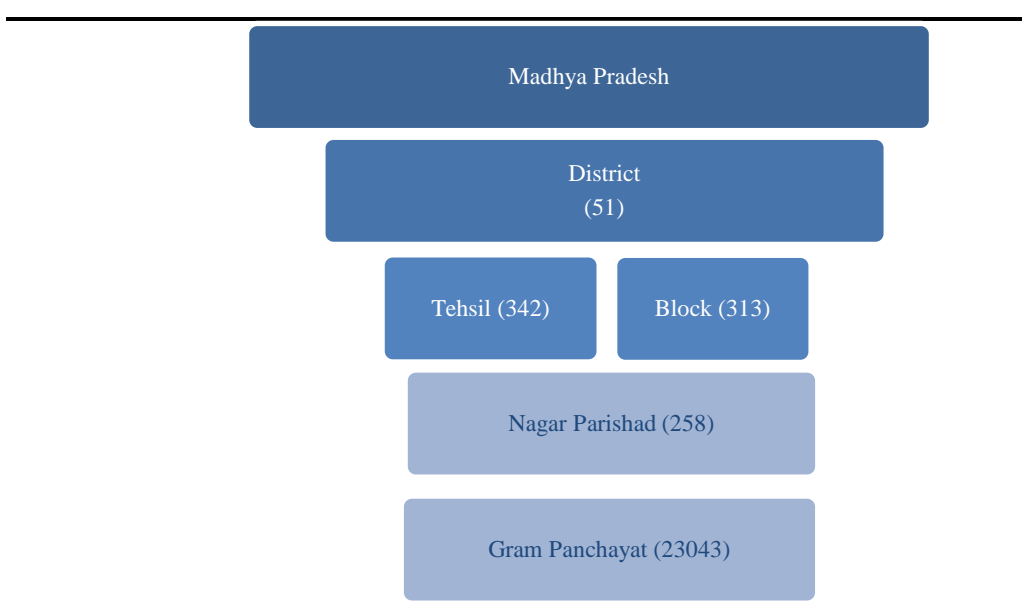 Madhya Pradesh
District
(51)
Tehsil (342)
Block (313)
Nagar Parishad (258)
Gram Panchayat (23043)